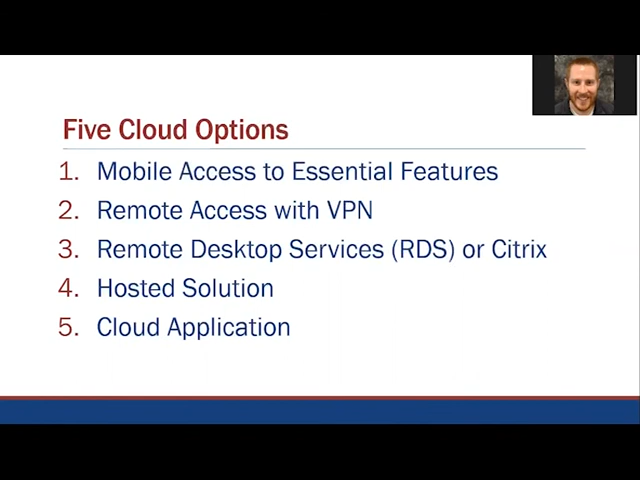 Five Cloud Options
1. Mobile Access to Essential Features
2. Remote Access with VPN
3. Remote Desktop Services (RDS) or Citrix
4. Hosted Solution
5. Cloud Application